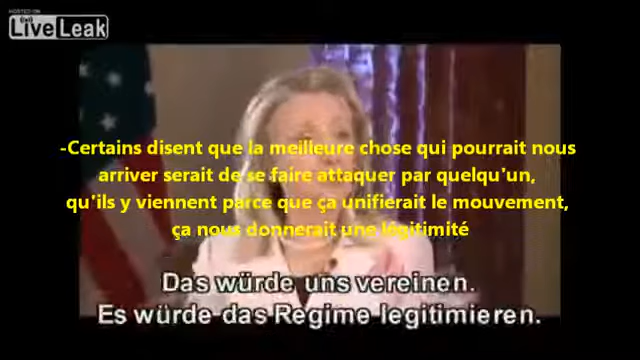 HOSTED ON
LiveLeak
-Certains disent que la meilleure chose qui pourrait nous
arriver serait de se faire attaquer par quelqu'un,
qu'ils y viennent parce que ça unifierait le mouvement,
ça nous donnerait une légitimité
Das würde uns vereinen.
Es würde das Regime legitimieren.